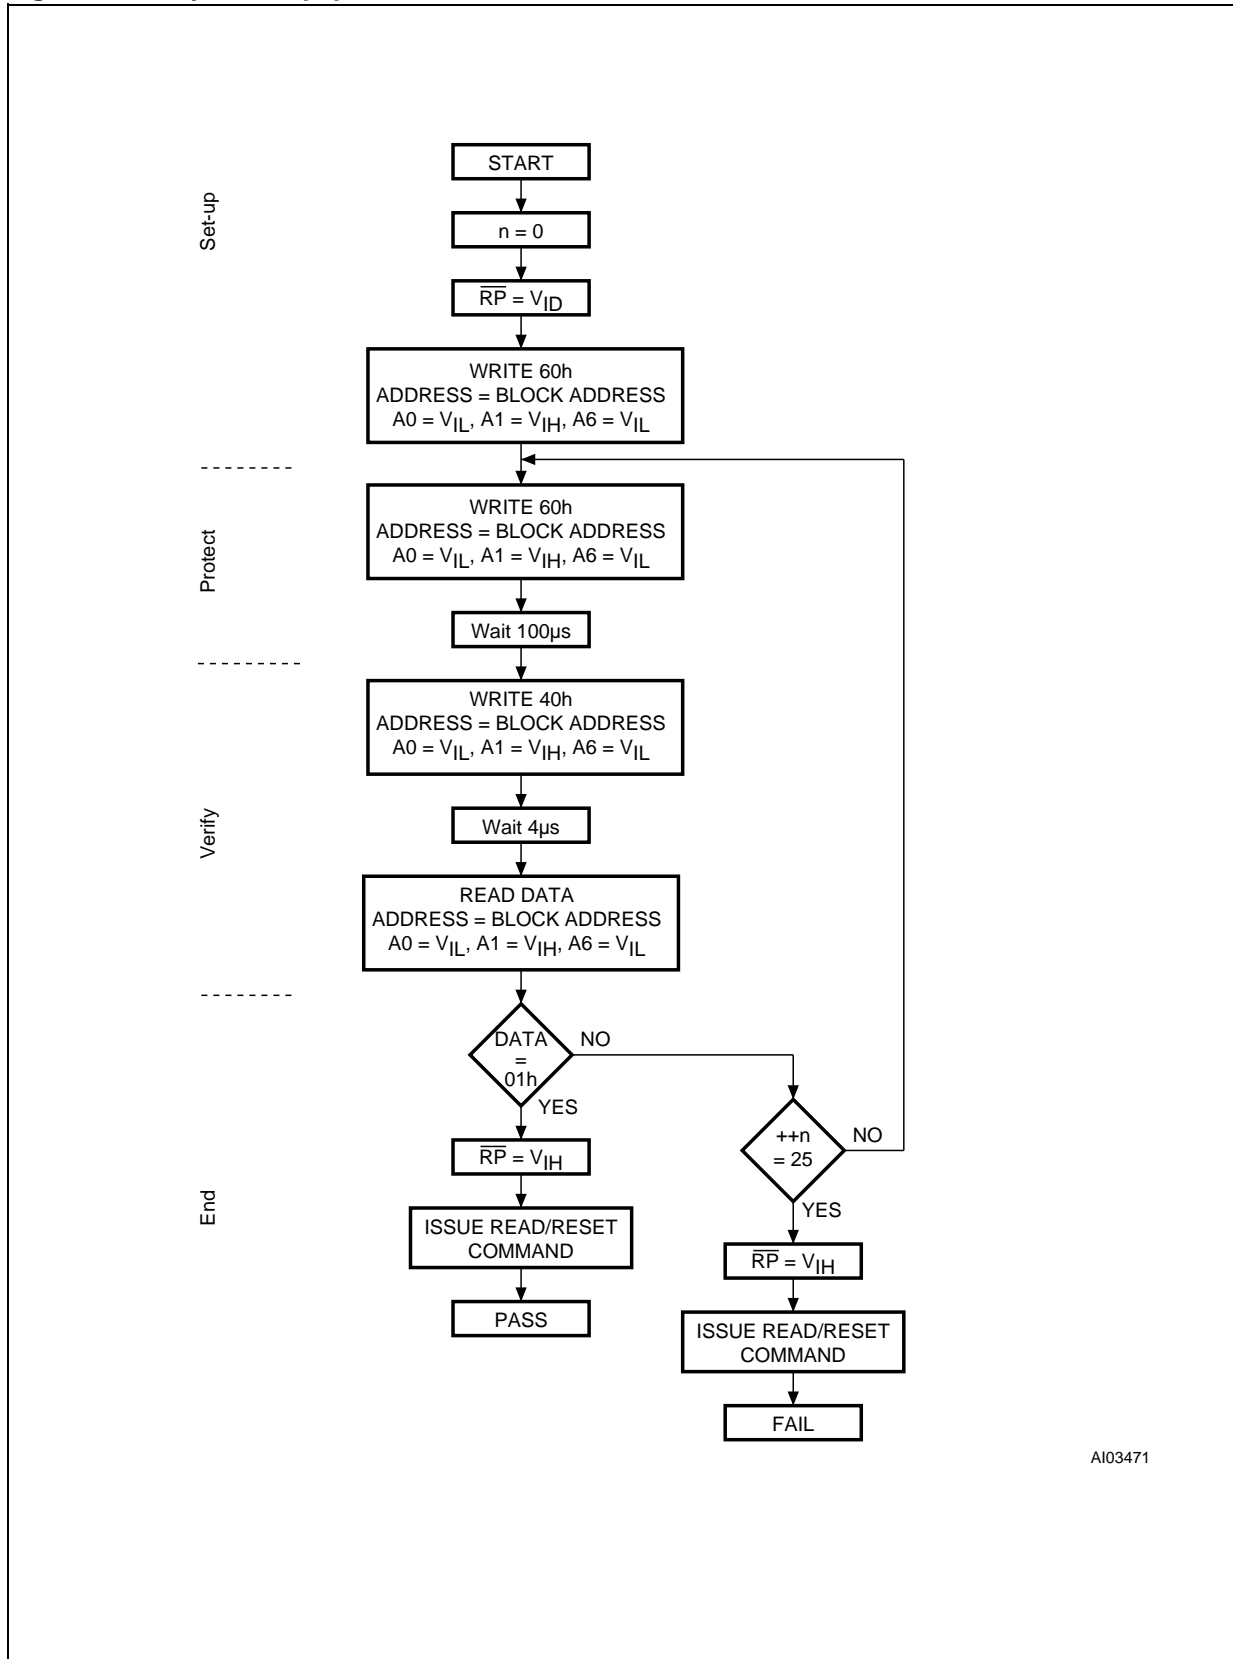 START
Set-up
n = 0
RP = VID
WRITE 60h
ADDRESS = BLOCK ADDRESS
A0 = VIL, A1 = VIH, A6 = VIL
Protect
WRITE 60h
ADDRESS = BLOCK ADDRESS
A0 = VIL, A1 = VIH, A6 = VIL
Wait 100µs
WRITE 40h
ADDRESS = BLOCK ADDRESS
A0 = VIL, A1 = VIH, A6 = VIL
Verify
Wait 4µs
READ DATA
ADDRESS = BLOCK ADDRESS
A0 = VIL, A1 = VIH, A6 = VIL
DATA
=
01h
NO
YES
++n
= 25
NO
YES
End
RP = VIH
ISSUE READ/RESET
COMMAND
PASS
RP = VIH
ISSUE READ/RESET
COMMAND
FAIL
AI03471